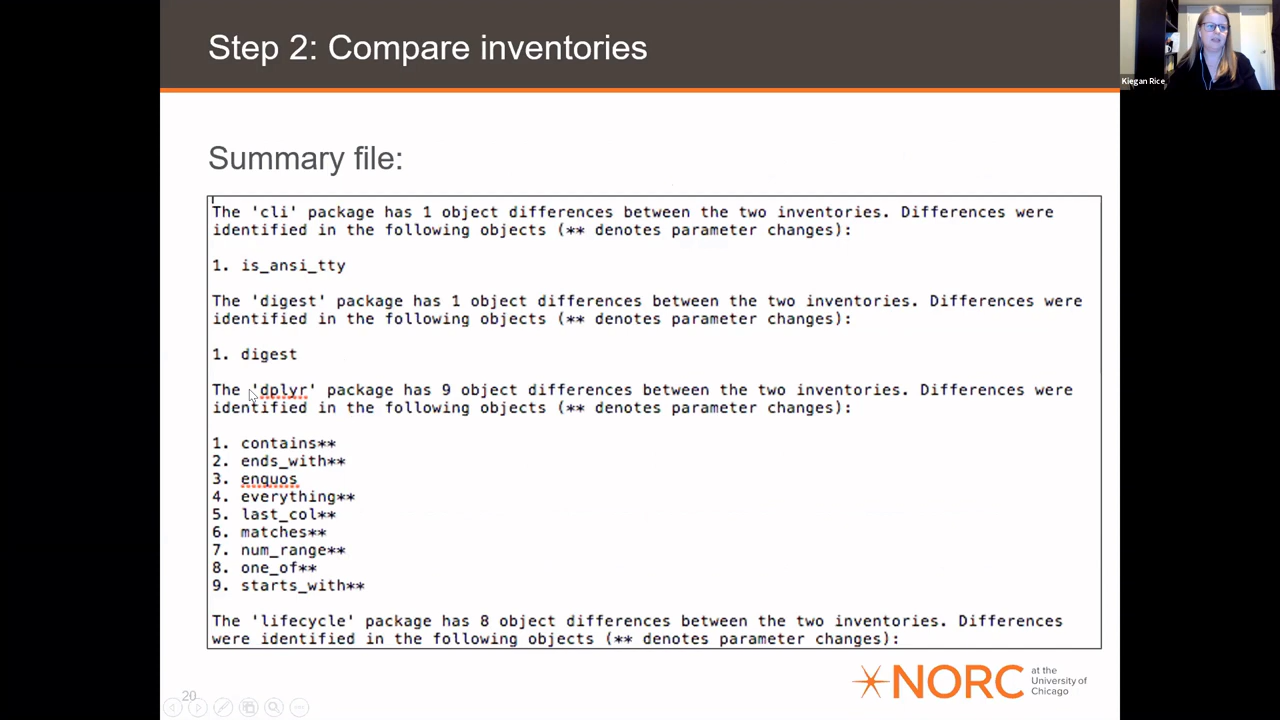 Step 2: Compare inventories
Kiegan Rice
Summary file:
The 'cli' package has 1 object differences between the two inventories. Differences were
identified in the following objects (** denotes parameter changes):
1. is_ansi_tty
The 'digest' package has 1 object differences between the two inventories. Differences were
identified in the following objects (** denotes parameter changes):
1. digest
The 'dplyr' package has 9 object differences between the two inventories. Differences were
identified in the following objects (** denotes parameter changes):
1. contains**
2. ends_with**
3. enquos
4. everything**
5. last_col**
6. matches**
7. num_range**
8. one_of**
9. starts_with**
The 'lifecycle' package has 8 object differences between the two inventories. Differences
were identified in the following objects (** denotes parameter changes):
NORC
at the
University of
Chicago
20